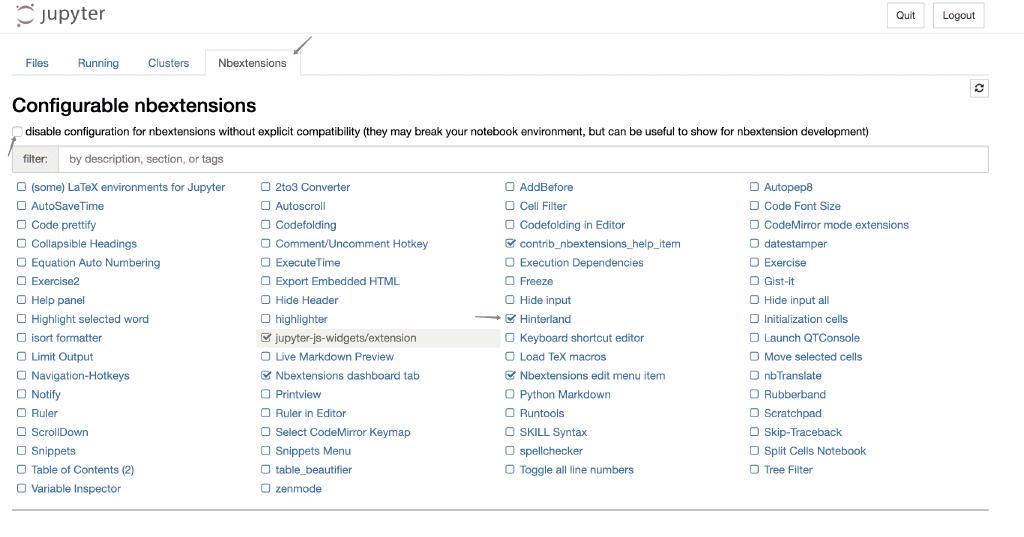 jupyter
Quit Logout
Files Running Clusters Nbextensions
Configurable nbextensions
disable configuration for nbextensions without explicit compatibility (they may break your notebook environment, but can be useful to show for nbextension development)
filter: by description, section, or tags
(some) LaTeX environments for Jupyter 2to3 Converter AddBefore Autopep8
AutoSaveTime Autoscroll Cell Filter Code Font Size
Code prettify Codefolding Codefolding in Editor CodeMirror mode extensions
Collapsible Headings Comment/Uncomment Hotkey contrib_nbextensions_help_item datestamper
Equation Auto Numbering ExecuteTime Execution Dependencies Exercise
Exercise2 Export Embedded HTML Freeze Gist-it
Help panel Hide Header Hide input Hide input all
Highlight selected word highlighter Hinterland Initialization cells
isort formatter jupyter-js-widgets/extension Keyboard shortcut editor Launch QTConsole
Limit Output Live Markdown Preview Load TeX macros Move selected cells
Navigation-Hotkeys Nbextensions dashboard tab Nbextensions edit menu item nbTranslate
Notify Printview Python Markdown Rubberband
Ruler Ruler in Editor Runtools Scratchpad
ScrollDown Select CodeMirror Keymap SKILL Syntax Skip-Traceback
Snippets Snippets Menu spellchecker Split Cells Notebook
Table of Contents (2) table_beautifier Toggle all line numbers Tree Filter
Variable Inspector zenmode